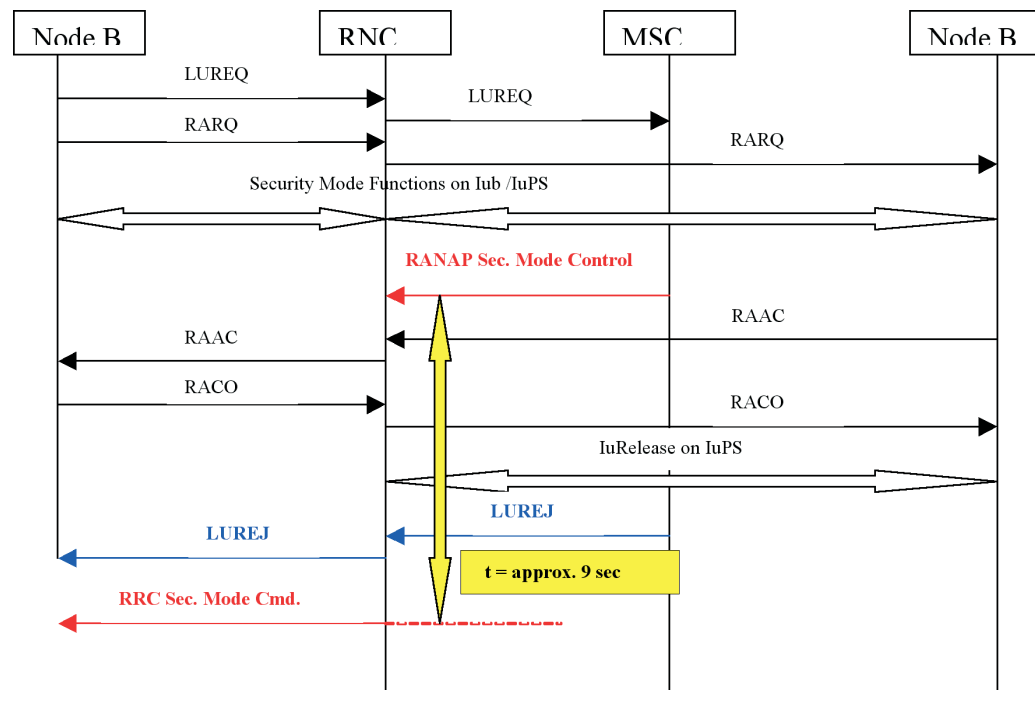 Node B
RNC
MSC
Node B
LUREQ
LUREQ
RARQ
RARQ
Security Mode Functions on Iub /IuPS
RANAP Sec. Mode Control
RAAC
RAAC
RACO
RACO
IuRelease on IuPS
LUREJ
LUREJ
t = approx. 9 sec
RRC Sec. Mode Cmd.